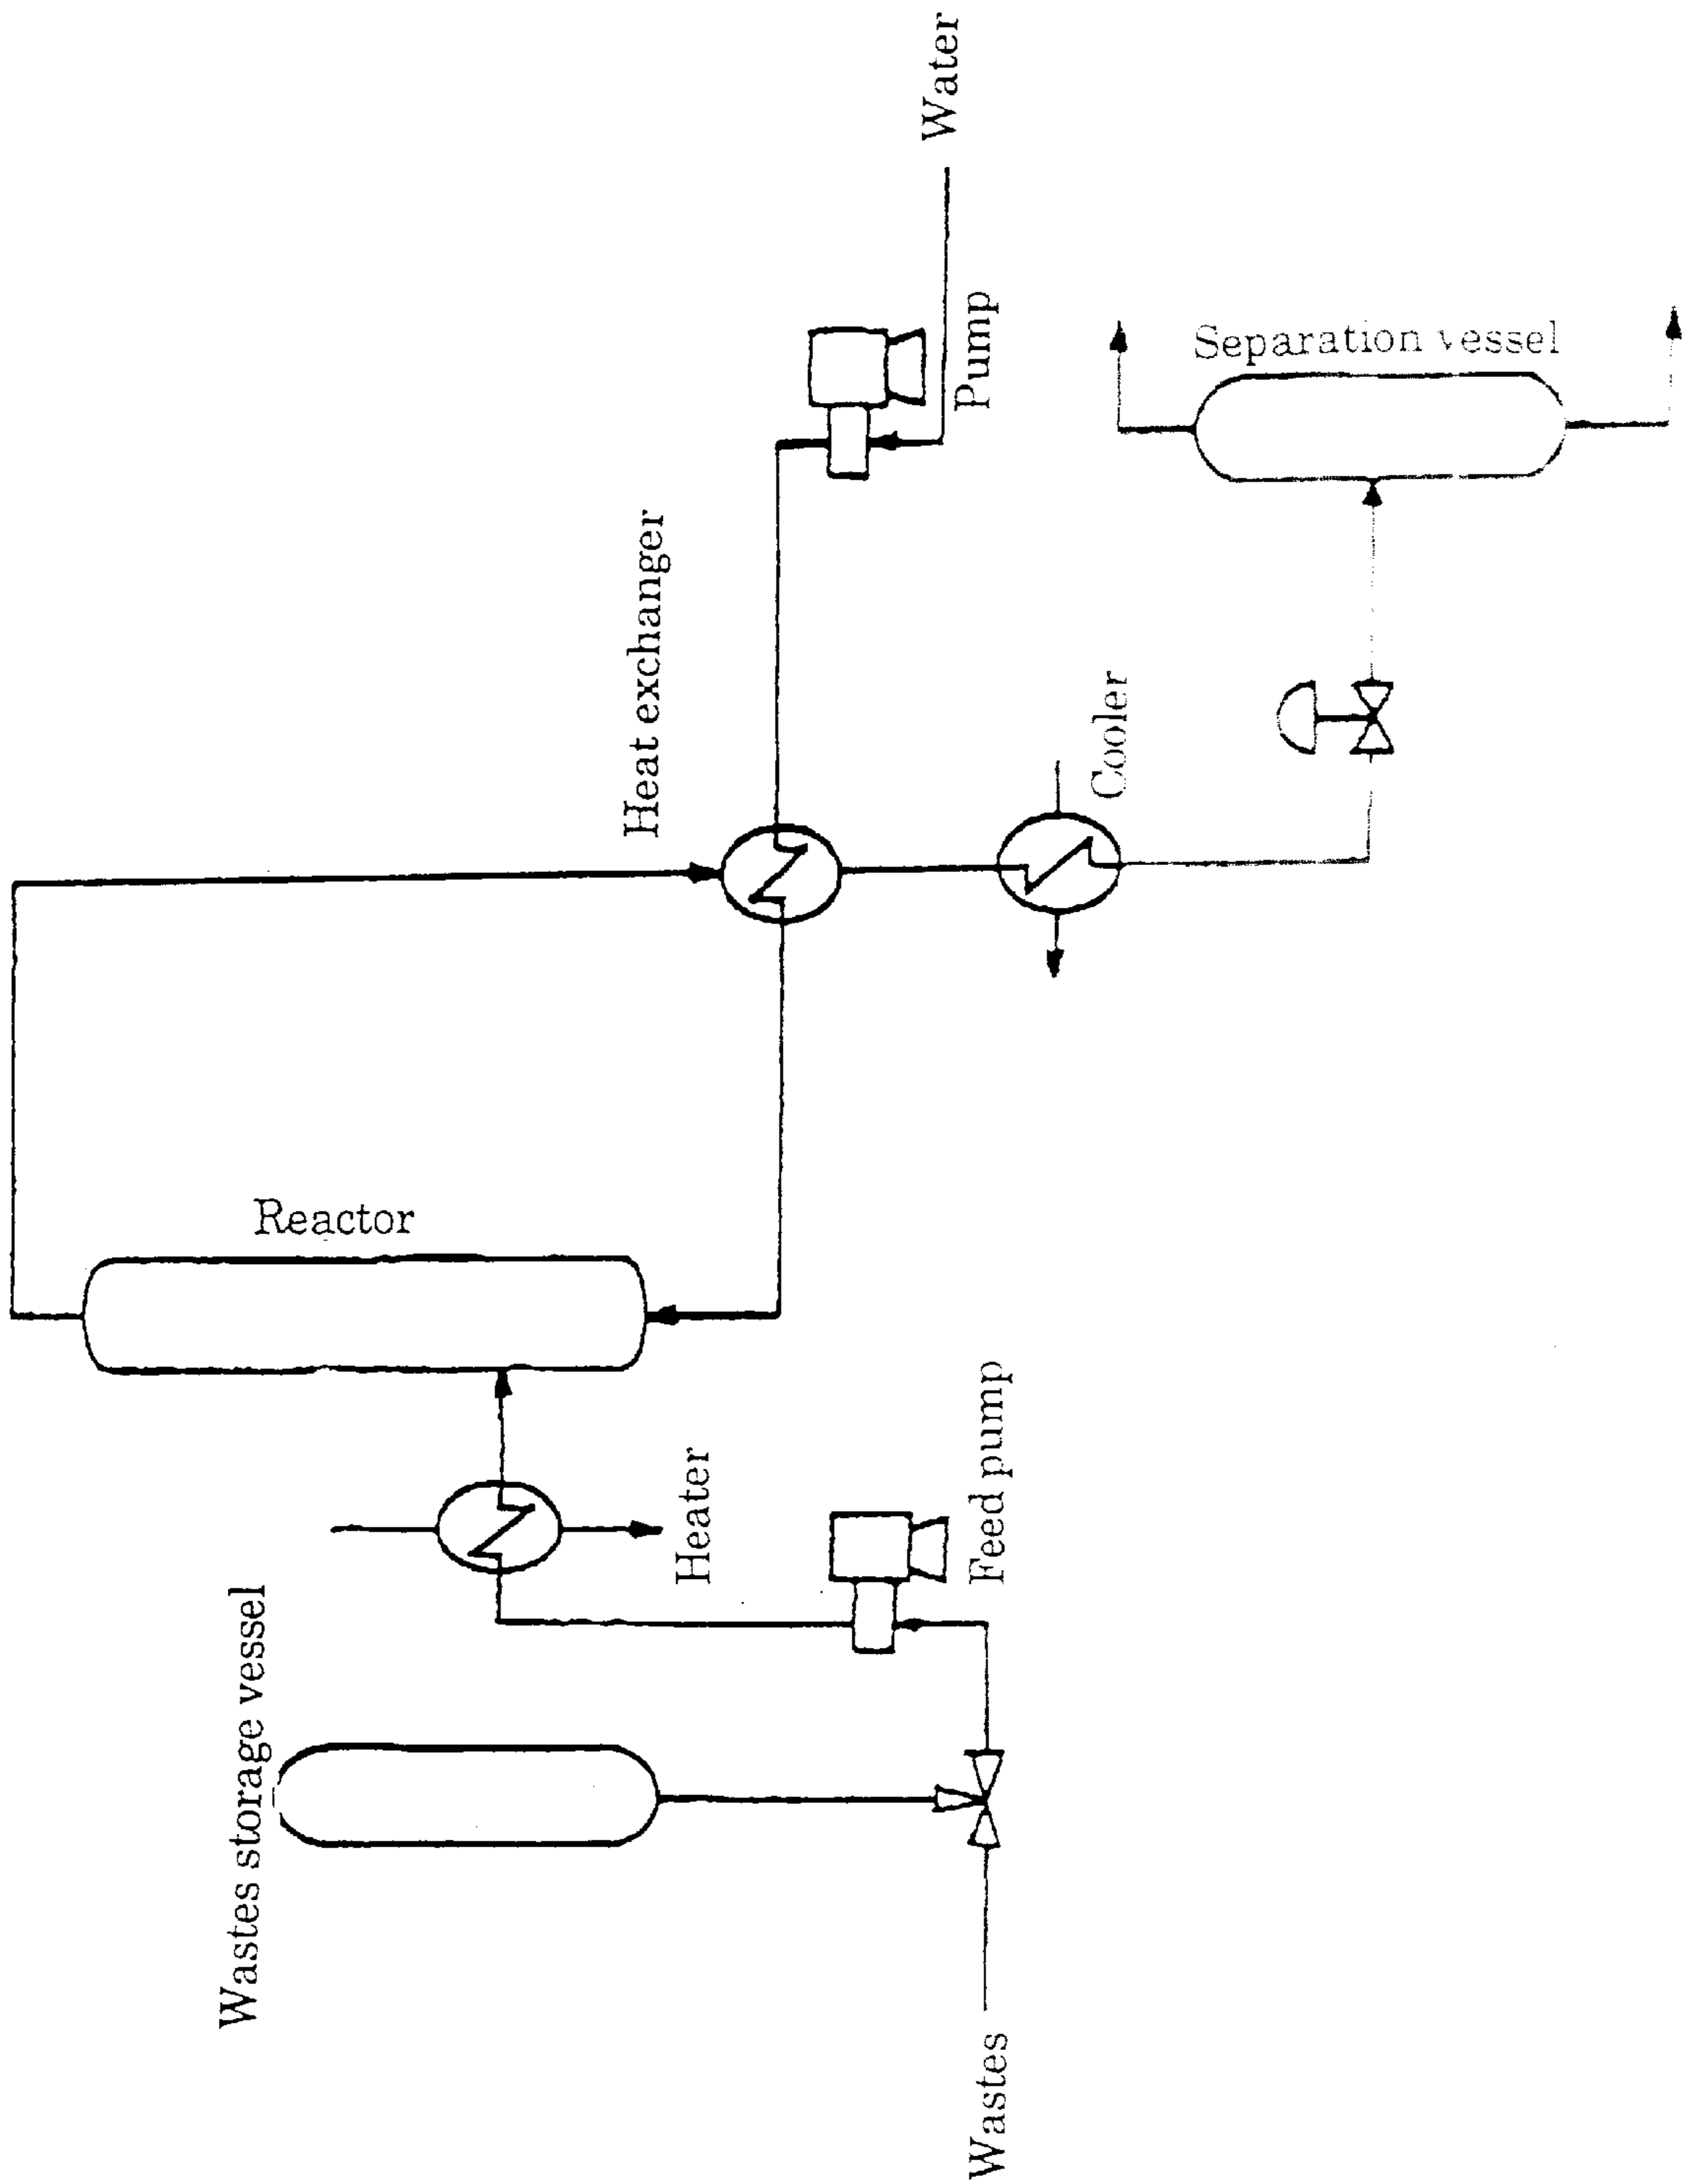 Wastes storage vessel
Wastes
Heater
Feed pump
Reactor
Heat exchanger
Cooler
Pump
Water
Separation vessel